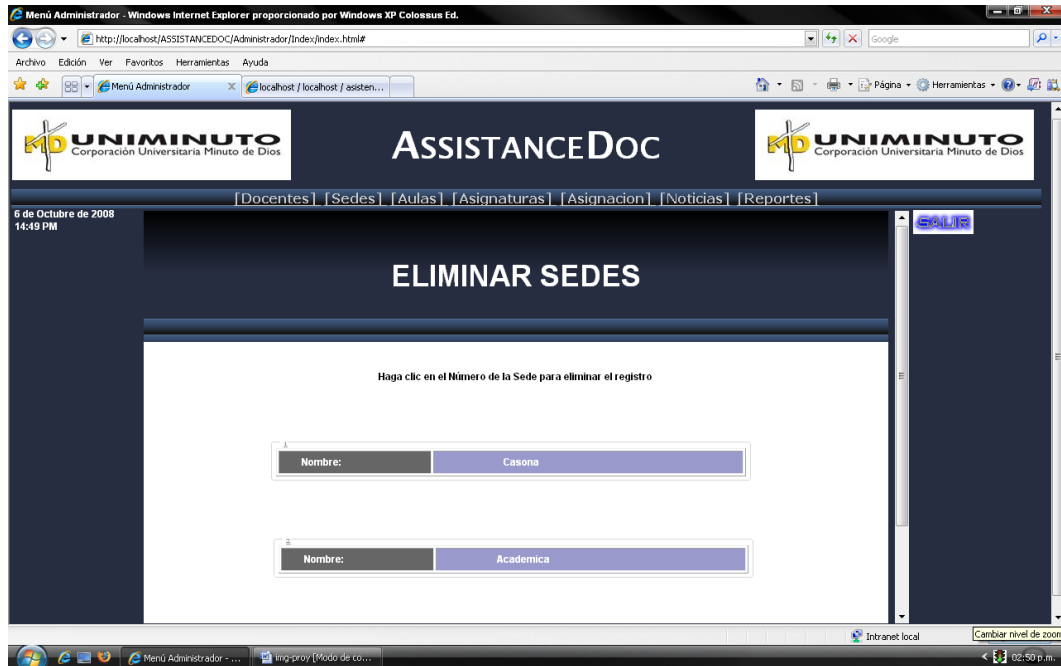 Menú Administrador - Windows Internet Explorer proporcionado por Windows XP Colossus Ed.
http://localhost/ASSISTANCEDOC/Administrador/Index/index.html#
Google
Archivo Edición Ver Favoritos Herramientas Ayuda
Menú Administrador
localhost / localhost / asisten...
Página
Herramientas
UNIMINUTO
Corporación Universitaria Minuto de Dios
ASSISTANCEDOC
UNIMINUTO
Corporación Universitaria Minuto de Dios
[Docentes] [Sedes] [Aulas] [Asignaturas] [Asignacion] [Noticias] [Reportes]
6 de Octubre de 2008
14:49 PM
SALIR
ELIMINAR SEDES
Haga clic en el Número de la Sede para eliminar el registro
1
Nombre: Casona
2
Nombre: Academica
Intranet local
Cambiar nivel de zoom
Menú Administrador - ...
img-proy [Modo de co...
02:50 p.m.